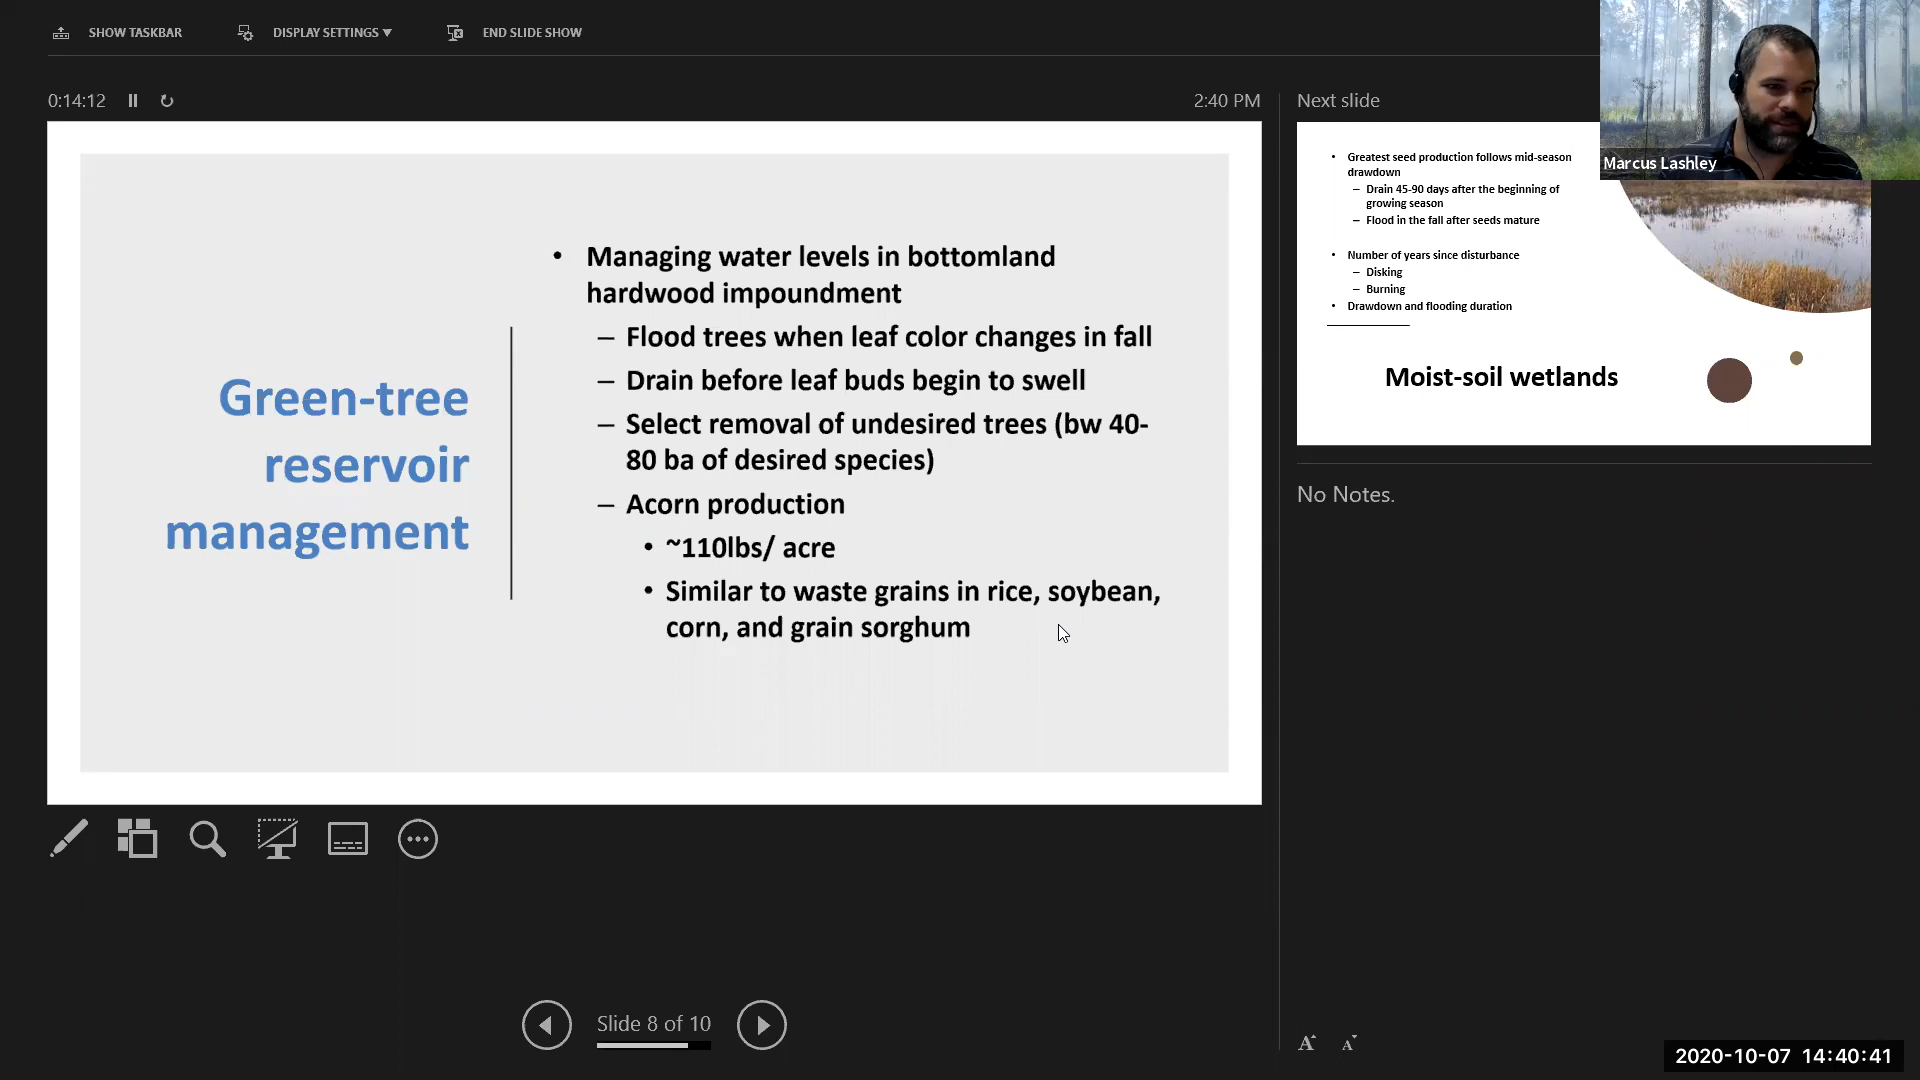 SHOW TASKBAR
DISPLAY SETTINGS ▼
END SLIDE SHOW
0:14:12
2:40 PM
Next slide
Green-tree
reservoir
management
• Managing water levels in bottomland
hardwood impoundment
– Flood trees when leaf color changes in fall
– Drain before leaf buds begin to swell
– Select removal of undesired trees (bw 40-
80 ba of desired species)
– Acorn production
• ~110lbs/ acre
• Similar to waste grains in rice, soybean,
corn, and grain sorghum
Marcus Lashley
• Greatest seed production follows mid-season
drawdown
– Drain 45-90 days after the beginning of
growing season
– Flood in the fall after seeds mature
• Number of years since disturbance
– Disking
– Burning
• Drawdown and flooding duration
Moist-soil wetlands
No Notes.
Slide 8 of 10
A A
2020-10-07 14:40:41